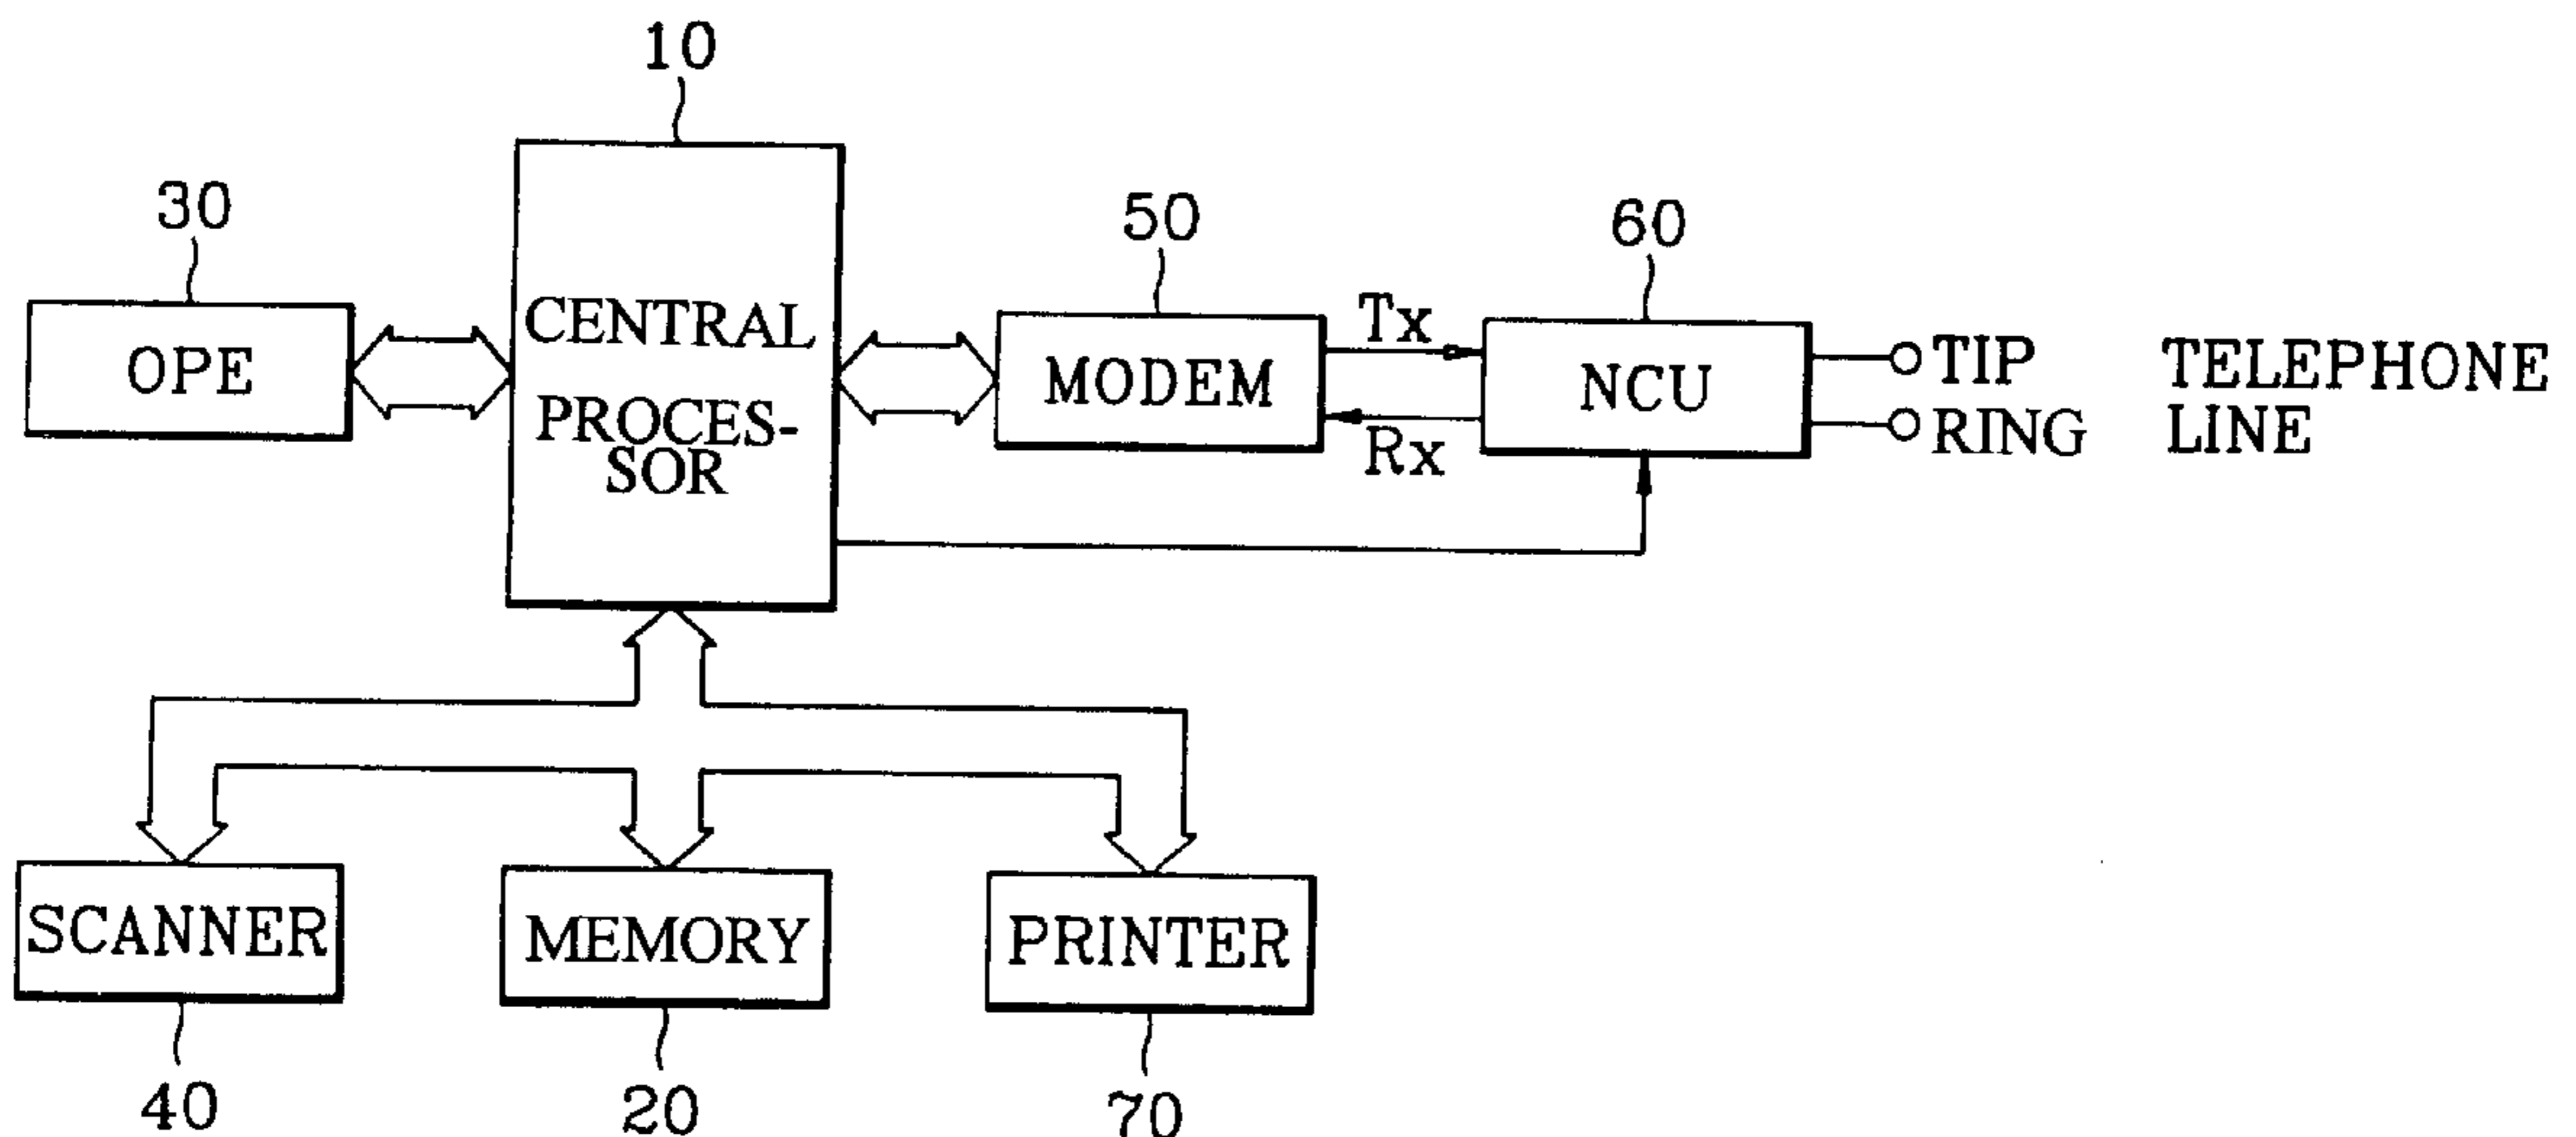 10
30
50
60
CENTRAL
PROCES-
SOR
OPE
MODEM
Tx
Rx
NCU
TIP
RING
TELEPHONE
LINE
SCANNER
MEMORY
PRINTER
40
20
70